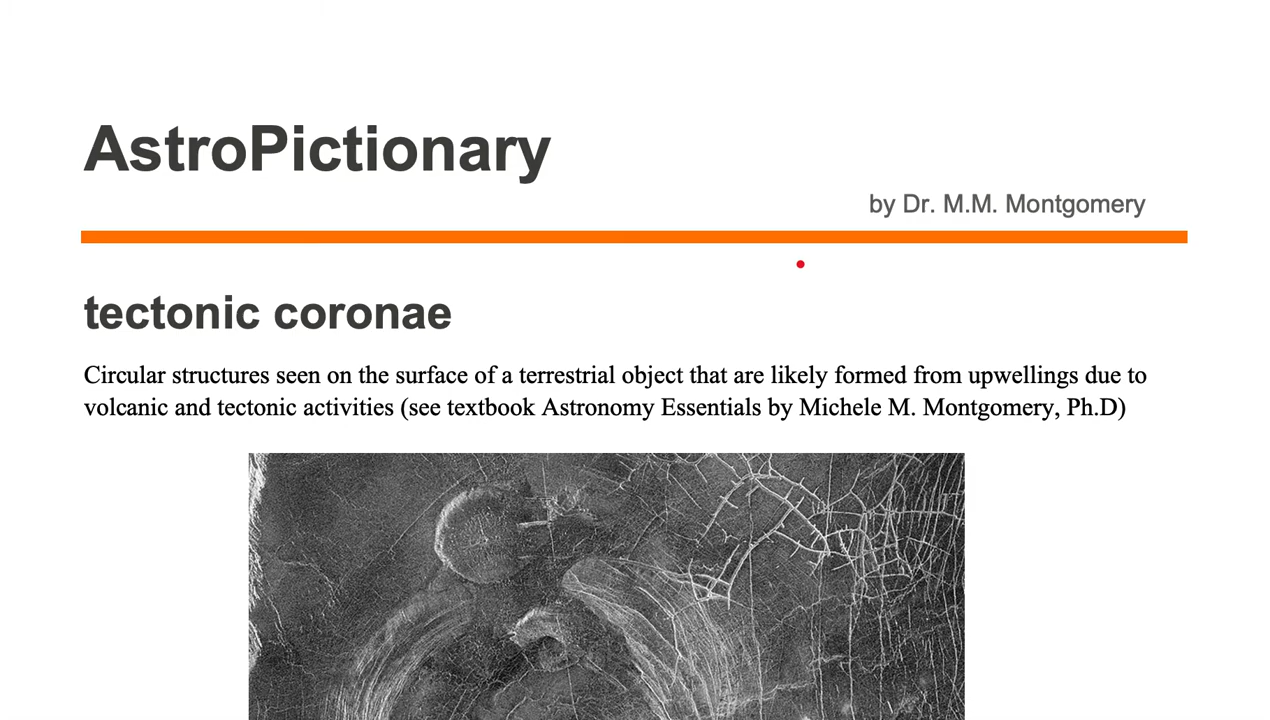 AstroPictionary
by Dr. M.M. Montgomery
tectonic coronae
Circular structures seen on the surface of a terrestrial object that are likely formed from upwellings due to
volcanic and tectonic activities (see textbook Astronomy Essentials by Michele M. Montgomery, Ph.D)